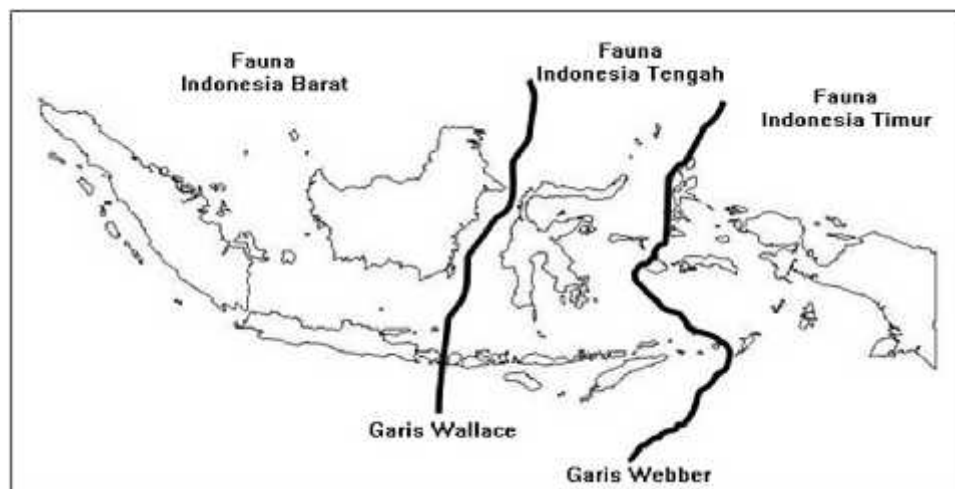 Fauna
Indonesia Barat
Fauna
Indonesia Tengah
Fauna
Indonesia Timur
Garis Wallace
Garis Webber